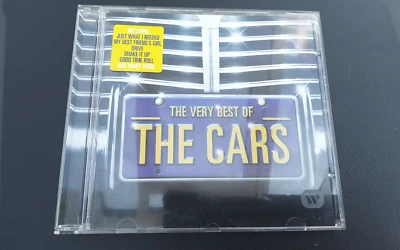 JUST WHAT I NEEDED
MY BEST FRIEND'S GIRL
DRIVE
SHAKE IT UP
GOOD TIME ROLL
THE VERY BEST OF
THE CARS